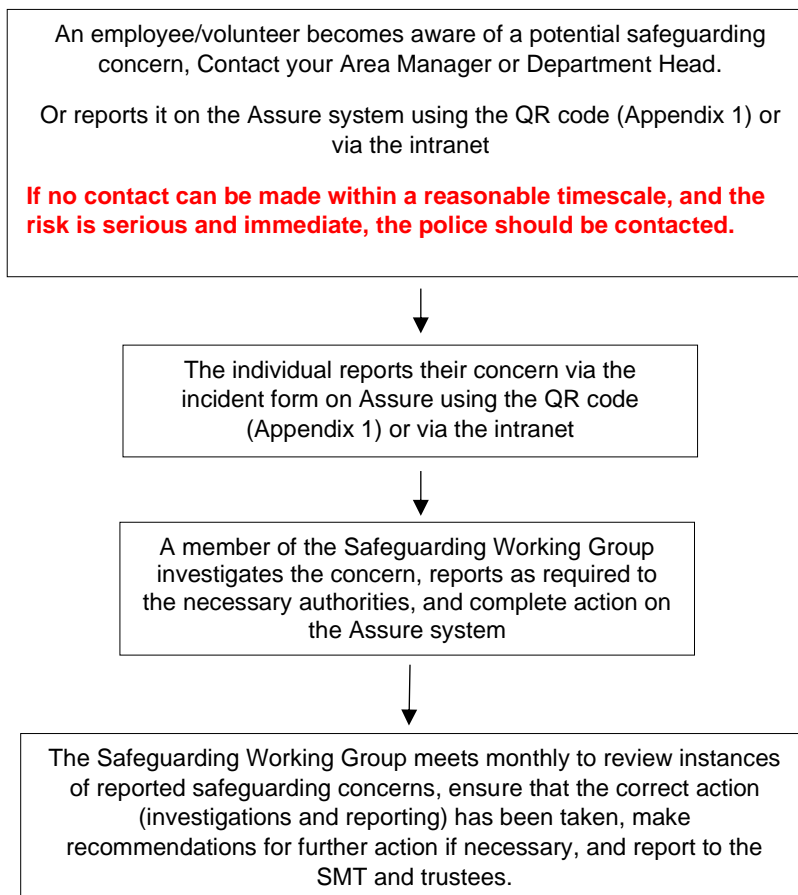 An employee/volunteer becomes aware of a potential safeguarding
concern, Contact your Area Manager or Department Head.
Or reports it on the Assure system using the QR code (Appendix 1) or
via the intranet
If no contact can be made within a reasonable timescale, and the
risk is serious and immediate, the police should be contacted.
The individual reports their concern via the
incident form on Assure using the QR code
(Appendix 1) or via the intranet
A member of the Safeguarding Working Group
investigates the concern, reports as required to
the necessary authorities, and complete action on
the Assure system
The Safeguarding Working Group meets monthly to review instances
of reported safeguarding concerns, ensure that the correct action
(investigations and reporting) has been taken, make
recommendations for further action if necessary, and report to the
SMT and trustees.